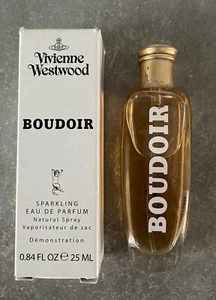 Vivienne
Westwood
BOUDOIR
SPARKLING
EAU DE PARFUM
Natural Spray
Vaporisateur de sac
Démonstration
0.84 FL OZ e 25 ML
BOUDOIR